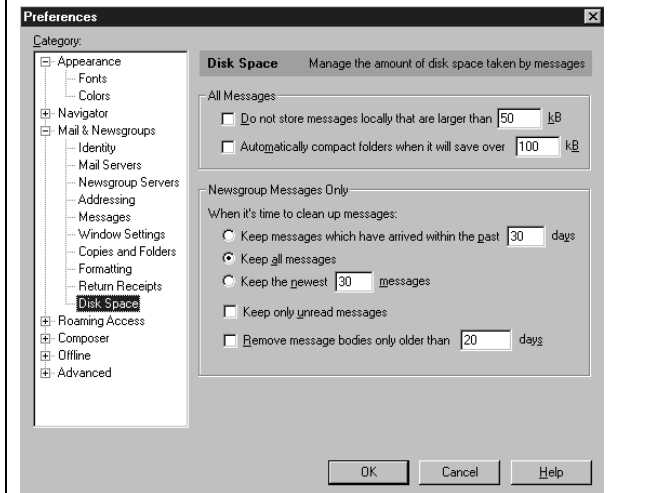 Preferences
Category:
Appearance
Fonts
Colors
Navigator
Mail & Newsgroups
Identity
Mail Servers
Newsgroup Servers
Addressing
Messages
Window Settings
Copies and Folders
Formatting
Return Receipts
Disk Space
Roaming Access
Composer
Offline
Advanced
Disk Space Manage the amount of disk space taken by messages
All Messages
Do not store messages locally that are larger than 50 kB
Automatically compact folders when it will save over 100 kB
Newsgroup Messages Only
When it's time to clean up messages:
Keep messages which have arrived within the past 30 days
Keep all messages
Keep the newest 30 messages
Keep only unread messages
Remove message bodies only older than 20 days
OK Cancel Help